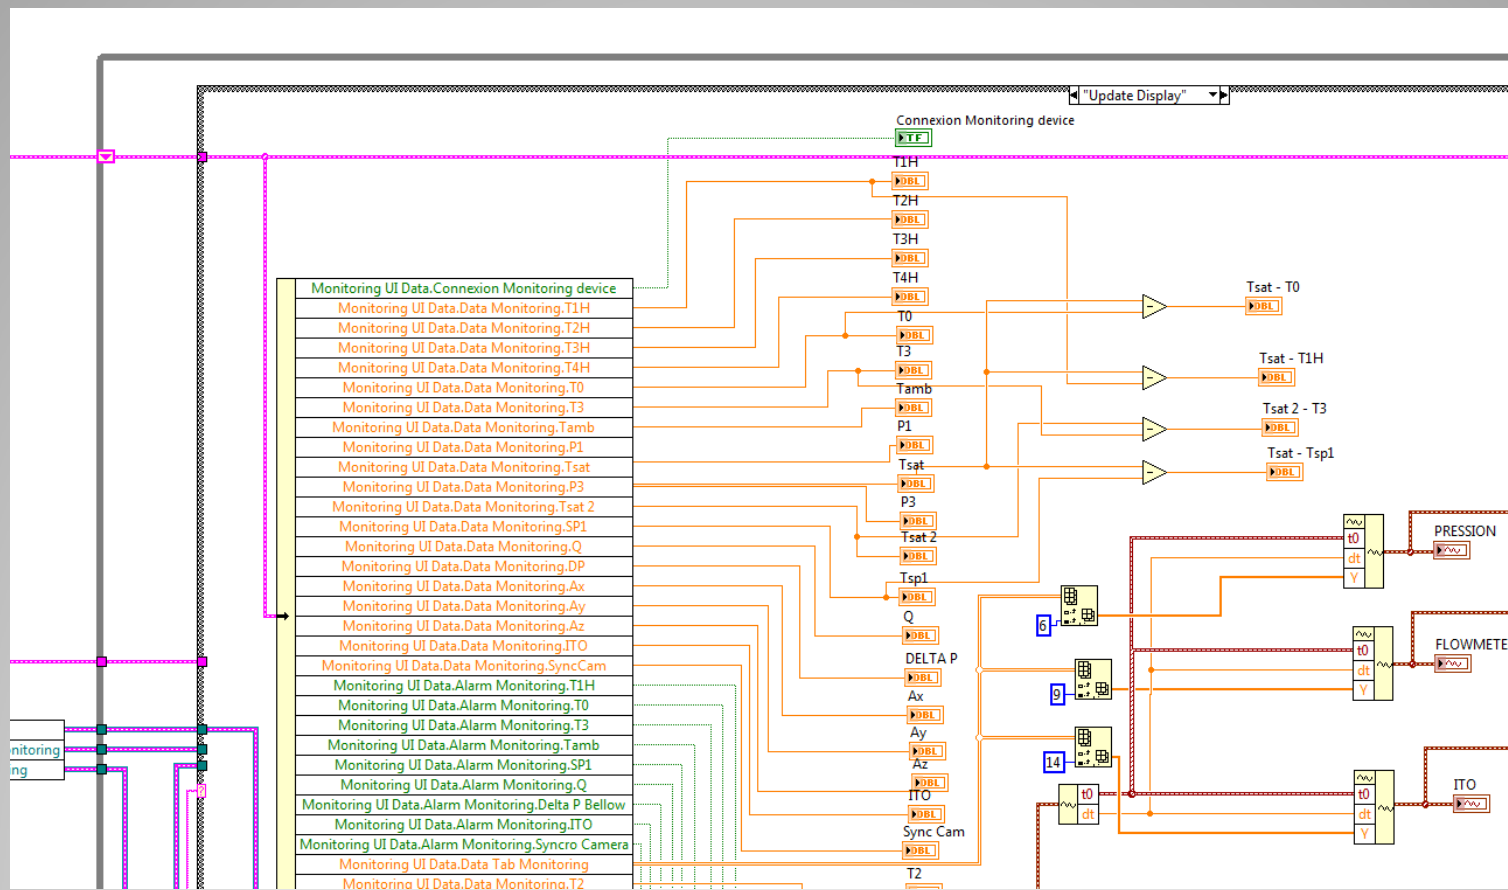 "Update Display"
Connexion Monitoring device
TF
T1H
DBL
T2H
DBL
T3H
DBL
T4H
DBL
T0
DBL
T3
DBL
Tamb
DBL
P1
DBL
Tsat
DBL
P3
DBL
Tsat 2
DBL
Tsp1
DBL
Q
DBL
DELTA P
DBL
Ax
DBL
Ay
DBL
Az
DBL
ITO
DBL
Sync Cam
DBL
T2
Monitoring UI Data.Connexion Monitoring device
Monitoring UI Data.Data Monitoring.T1H
Monitoring UI Data.Data Monitoring.T2H
Monitoring UI Data.Data Monitoring.T3H
Monitoring UI Data.Data Monitoring.T4H
Monitoring UI Data.Data Monitoring.T0
Monitoring UI Data.Data Monitoring.T3
Monitoring UI Data.Data Monitoring.Tamb
Monitoring UI Data.Data Monitoring.P1
Monitoring UI Data.Data Monitoring.Tsat
Monitoring UI Data.Data Monitoring.P3
Monitoring UI Data.Data Monitoring.Tsat 2
Monitoring UI Data.Data Monitoring.SP1
Monitoring UI Data.Data Monitoring.Q
Monitoring UI Data.Data Monitoring.DP
Monitoring UI Data.Data Monitoring.Ax
Monitoring UI Data.Data Monitoring.Ay
Monitoring UI Data.Data Monitoring.Az
Monitoring UI Data.Data Monitoring.ITO
Monitoring UI Data.Data Monitoring.SyncCam
Monitoring UI Data.Alarm Monitoring.T1H
Monitoring UI Data.Alarm Monitoring.T0
Monitoring UI Data.Alarm Monitoring.T3
Monitoring UI Data.Alarm Monitoring.Tamb
Monitoring UI Data.Alarm Monitoring.SP1
Monitoring UI Data.Alarm Monitoring.Q
Monitoring UI Data.Alarm Monitoring.Delta P Bellow
Monitoring UI Data.Alarm Monitoring.ITO
Monitoring UI Data.Alarm Monitoring.Syncro Camera
Monitoring UI Data.Data Tab Monitoring
Monitoring UI Data.Data Monitoring.T2
Tsat - T0
DBL
Tsat - T1H
DBL
Tsat 2 - T3
DBL
Tsat - Tsp1
DBL
6
9
14
t0
dt
Y
PRESSION
t0
dt
Y
FLOWMETE
t0
dt
t0
dt
Y
ITO
onitoring
ng
?